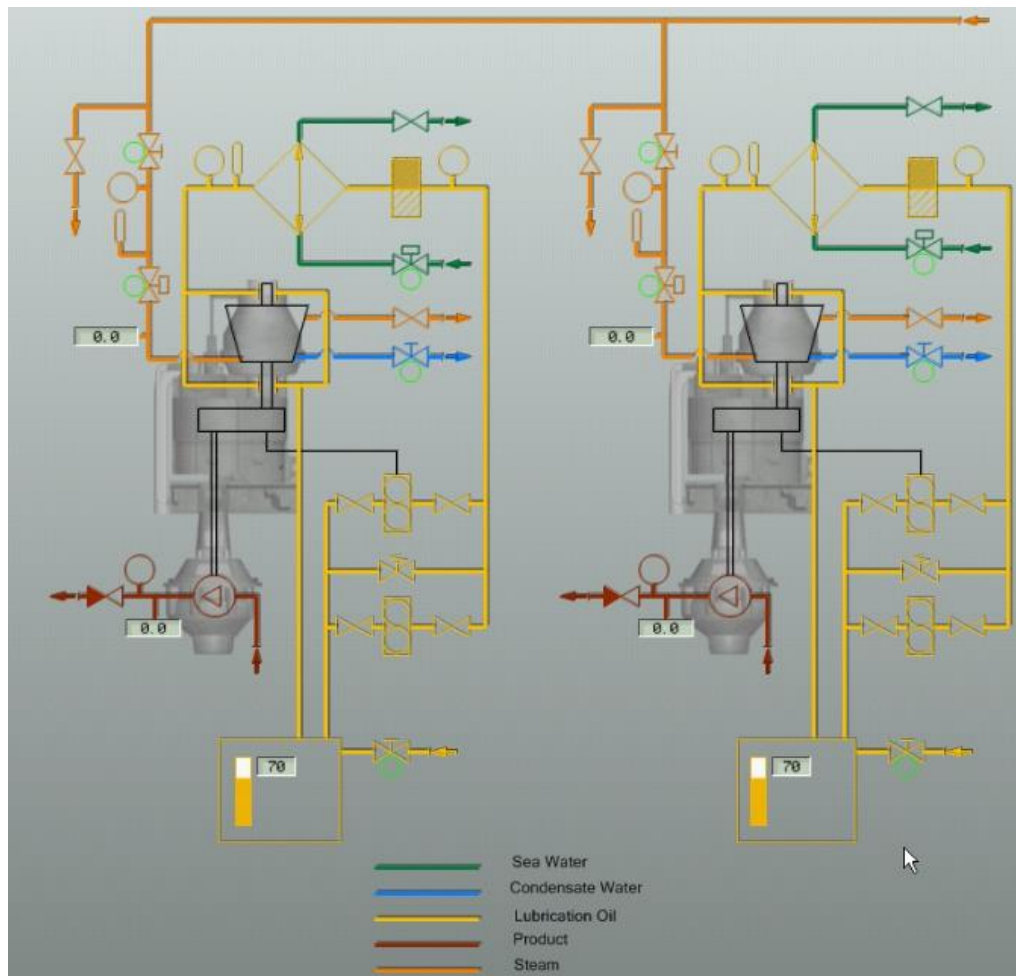 0.0
0.0
0.0
0.0
70
70
Sea Water
Condensate Water
Lubrication Oil
Product
Steam